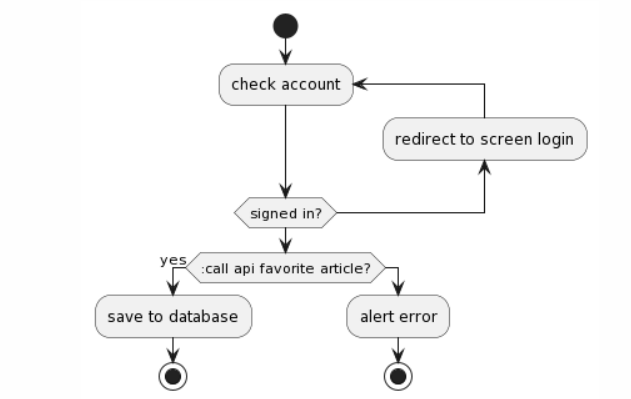 check account
redirect to screen login
signed in?
yes
:call api favorite article?
save to database
alert error